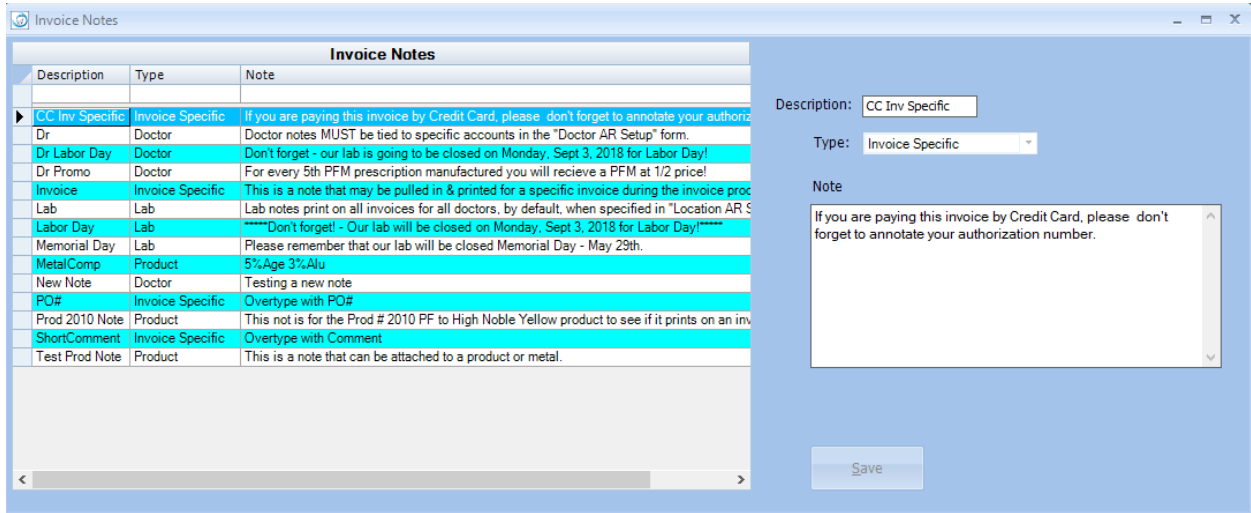 Invoice Notes
Invoice Notes
Description Type Note
CC Inv Specific Invoice Specific If you are paying this invoice by Credit Card, please  don't forget to annotate your authoriz
Dr Doctor Doctor notes MUST be tied to specific accounts in the "Doctor AR Setup" form.
Dr Labor Day Doctor Don't forget - our lab is going to be closed on Monday, Sept 3, 2018 for Labor Day!
Dr Promo Doctor For every 5th PFM prescription manufactured you will recieve a PFM at 1/2 price!
Invoice Invoice Specific This is a note that may be pulled in & printed for a specific invoice during the invoice proc
Lab Lab Lab notes print on all invoices for all doctors, by default, when specified in "Location AR S
Labor Day Lab *****Don't forget! - Our lab will be closed on Monday, Sept 3, 2018 for Labor Day!*****
Memorial Day Lab Please remember that our lab will be closed Memorial Day - May 29th.
MetalComp Product 5%Age 3%Alu
New Note Doctor Testing a new note
PO# Invoice Specific Overtype with PO#
Prod 2010 Note Product This not is for the Prod # 2010 PF to High Noble Yellow product to see if it prints on an inv
ShortComment Invoice Specific Overtype with Comment
Test Prod Note Product This is a note that can be attached to a product or metal.
Description: CC Inv Specific
Type: Invoice Specific
Note
If you are paying this invoice by Credit Card, please  don't
forget to annotate your authorization number.
Save